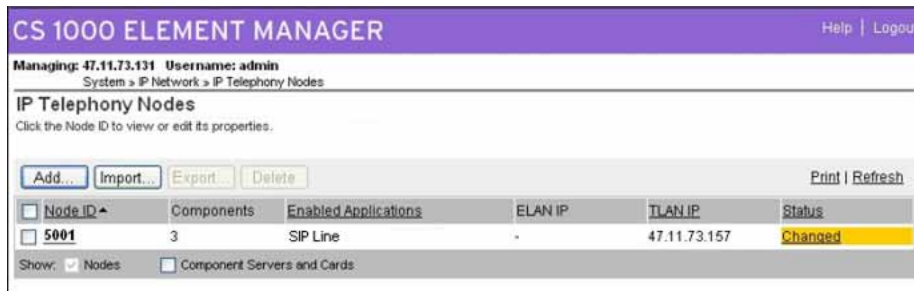 CS 1000 ELEMENT MANAGER Help | Logou
Managing: 47.11.73.131 Username: admin
System » IP Network » IP Telephony Nodes
IP Telephony Nodes
Click the Node ID to view or edit its properties.
Add... Import... Export... Delete Print | Refresh
Node ID Components Enabled Applications ELAN IP TLAN IP Status
5001 3 SIP Line - 47.11.73.157 Changed
Show: Nodes Component Servers and Cards